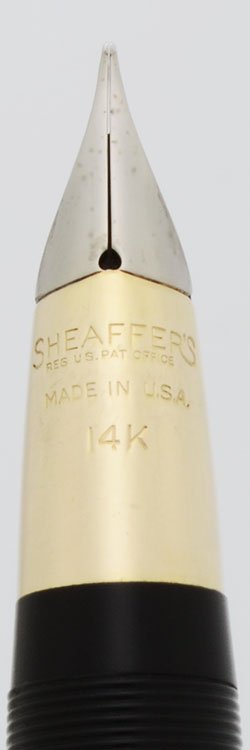 SHEAFFER'S
REG U.S. PAT OFFICE
MADE IN U.S.A.
14K